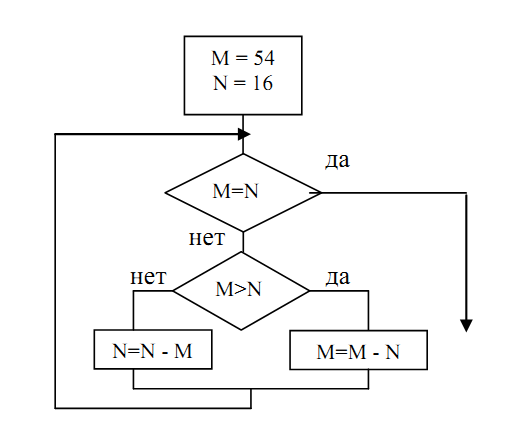 M = 54
N = 16
да
M=N
нет
нет
M>N
да
N=N - M
M=M - N